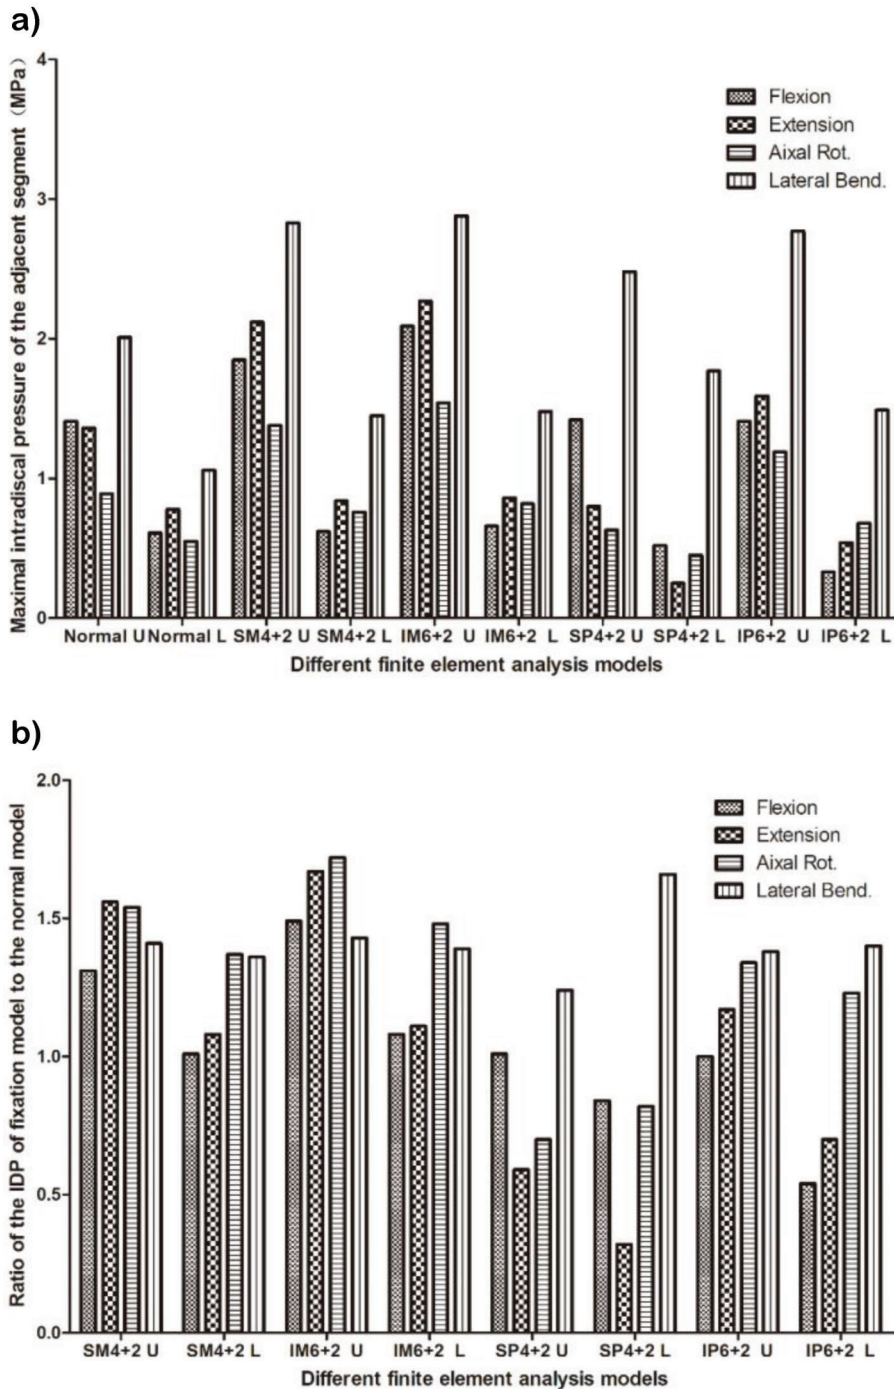 a)
Maximal intradiscal pressure of the adjacent segment（MPa）
4
3
2
1
0
Flexion
Extension
Aixal Rot.
Lateral Bend.
Normal U Normal L SM4+2 U SM4+2 L IM6+2 U IM6+2 L SP4+2 U SP4+2 L IP6+2 U IP6+2 L
Different finite element analysis models
b)
Ratio of the IDP of fixation model to the normal model
2.0
1.5
1.0
0.5
0.0
Flexion
Extension
Aixal Rot.
Lateral Bend.
SM4+2 U SM4+2 L IM6+2 U IM6+2 L SP4+2 U SP4+2 L IP6+2 U IP6+2 L
Different finite element analysis models